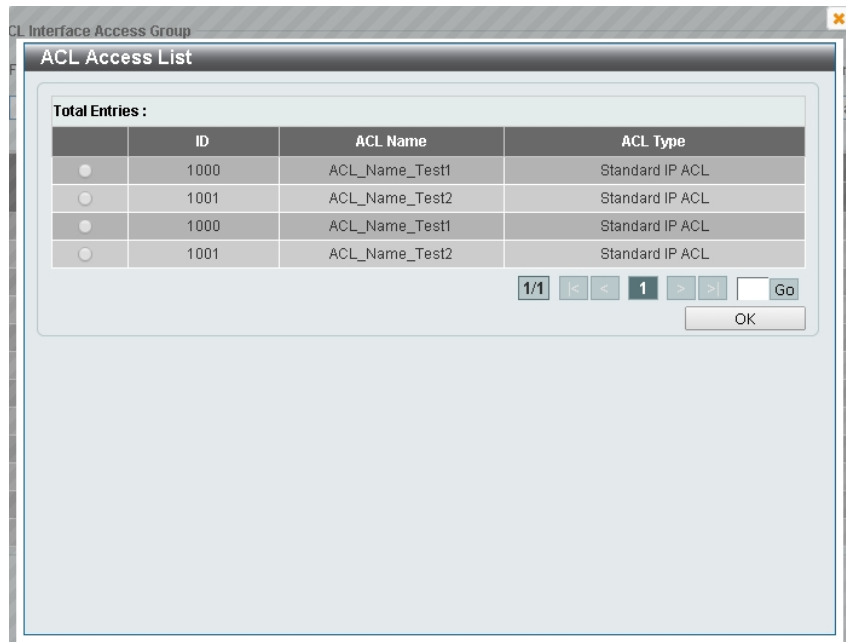 CL Interface Access Group
ACL Access List
Total Entries :
ID ACL Name ACL Type
1000 ACL_Name_Test1 Standard IP ACL
1001 ACL_Name_Test2 Standard IP ACL
1000 ACL_Name_Test1 Standard IP ACL
1001 ACL_Name_Test2 Standard IP ACL
1/1 |< < 1 > >| Go
OK